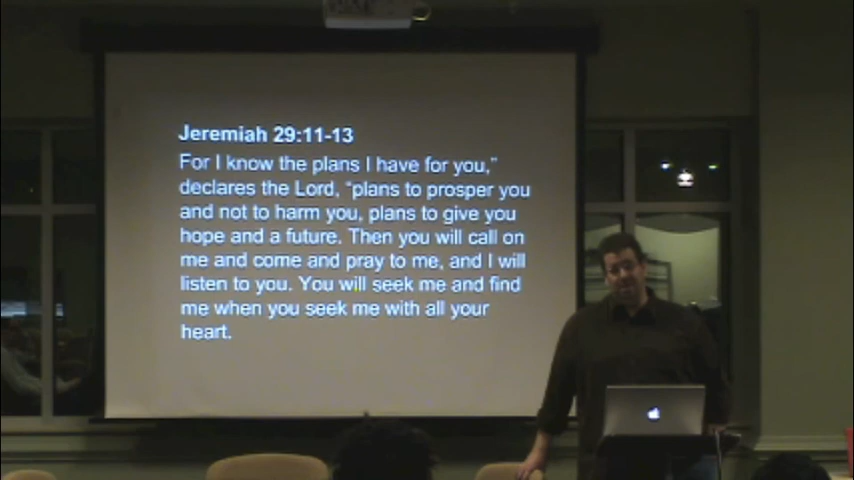 Jeremiah 29:11-13
For I know the plans I have for you,"
declares the Lord, "plans to prosper you
and not to harm you, plans to give you
hope and a future. Then you will call on
me and come and pray to me, and I will
listen to you. You will seek me and find
me when you seek me with all your
heart.